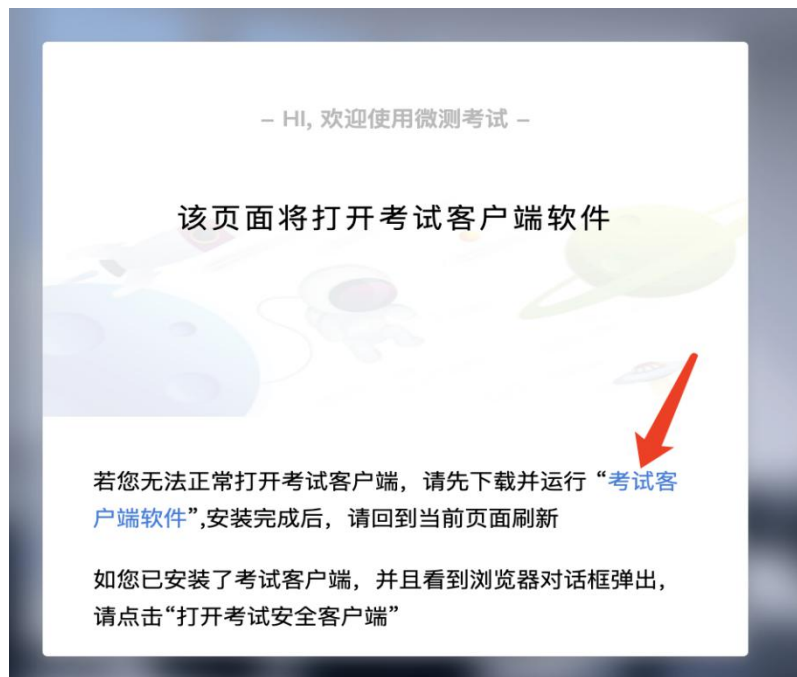 – HI, 欢迎使用微测考试 –
该页面将打开考试客户端软件
若您无法正常打开考试客户端，请先下载并运行 “考试客
户端软件”,安装完成后，请回到当前页面刷新
如您已安装了考试客户端，并且看到浏览器对话框弹出，
请点击“打开考试安全客户端”